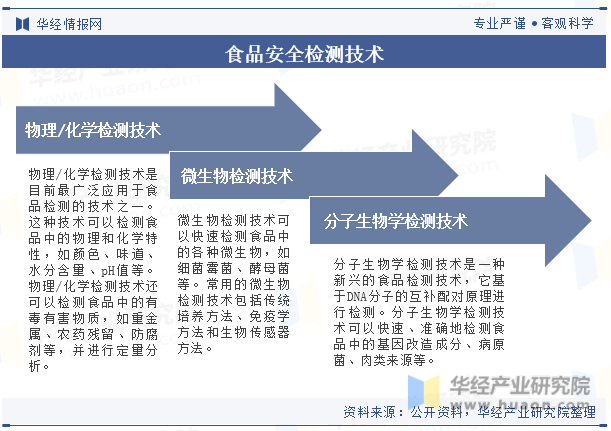 华经情报网
专业严谨 ● 客观科学
食品安全检测技术
物理/化学检测技术
物理/化学检测技术是
目前最广泛应用于食
品检测的技术之一。
这种技术可以检测食
品中的物理和化学特
性，如颜色、味道、
水分含量、pH值等。
物理/化学检测技术还
可以检测食品中的有
毒有害物质，如重金
属、农药残留、防腐
剂等，并进行定量分
析。
微生物检测技术
微生物检测技术可
以快速检测食品中
的各种微生物，如
细菌霉菌、酵母菌
等。常用的微生物
检测技术包括传统
培养方法、免疫学
方法和生物传感器
方法。
分子生物学检测技术
分子生物学检测技术是一种
新兴的食品检测技术，它基
于DNA分子的互补配对原理进
行检测。分子生物学检测技
术可以快速、准确地检测食
品中的基因改造成分、病原
菌、肉类来源等。
华经产业研究院
www.huaon.com
资料来源：公开资料，华经产业研究院整理